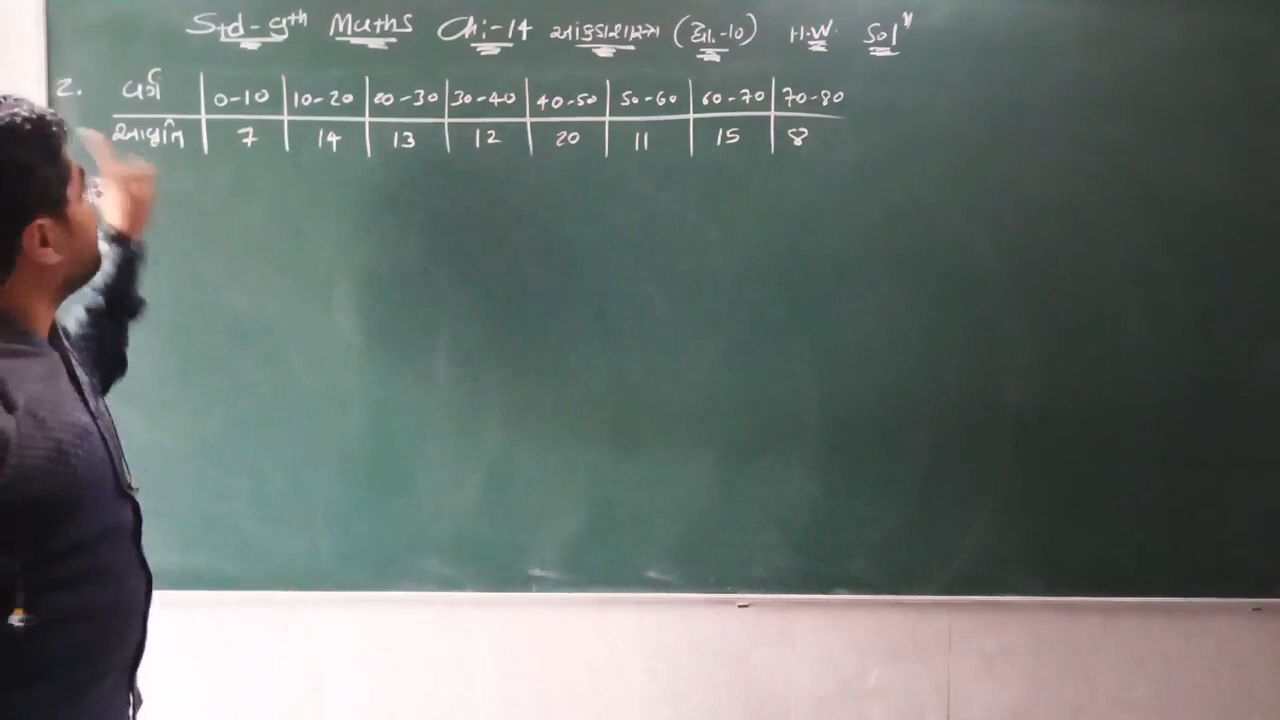 Std-9th Maths Ch:-14 આંકડાશાસ્ત્ર (દા.-10) H.W. Solⁿ
2. વર્ગ 0-10 10-20 20-30 30-40 40-50 50-60 60-70 70-80
આવૃત્તિ 7 14 13 12 20 11 15 8